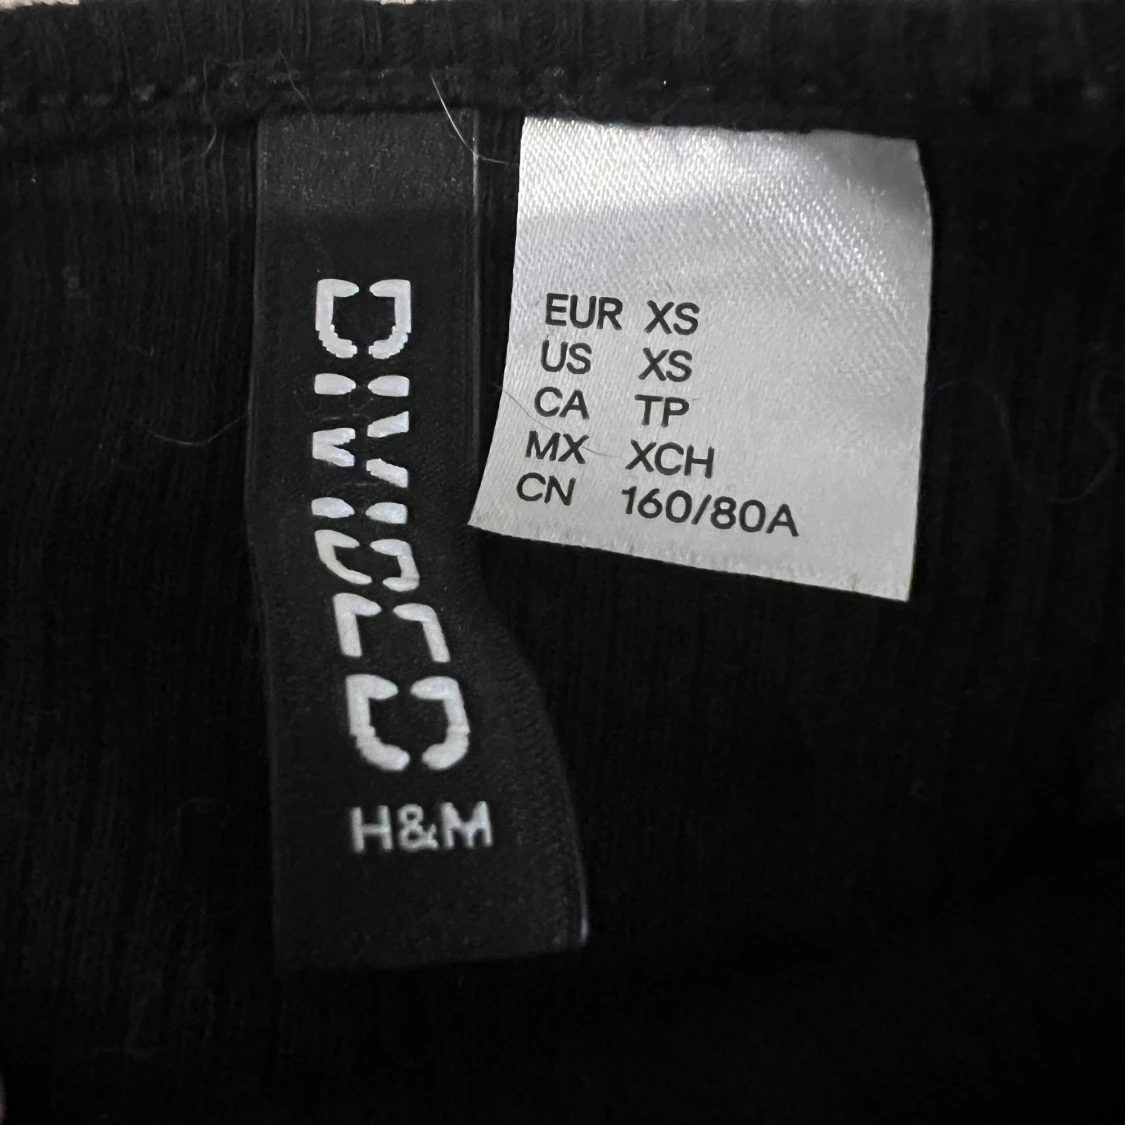 DIVIDED
H&M
EUR XS
US XS
CA TP
MX XCH
CN 160/80A